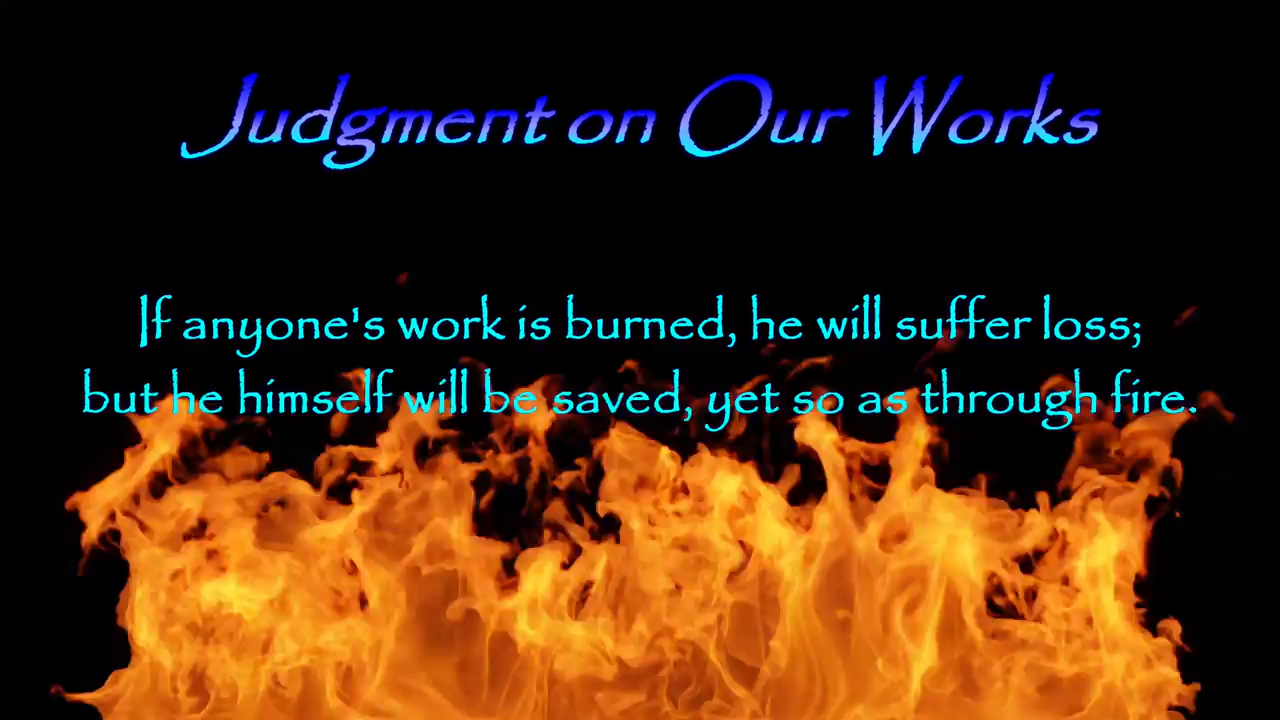 Judgment on Our Works
If anyone's work is burned, he will suffer loss;
but he himself will be saved, yet so as through fire.